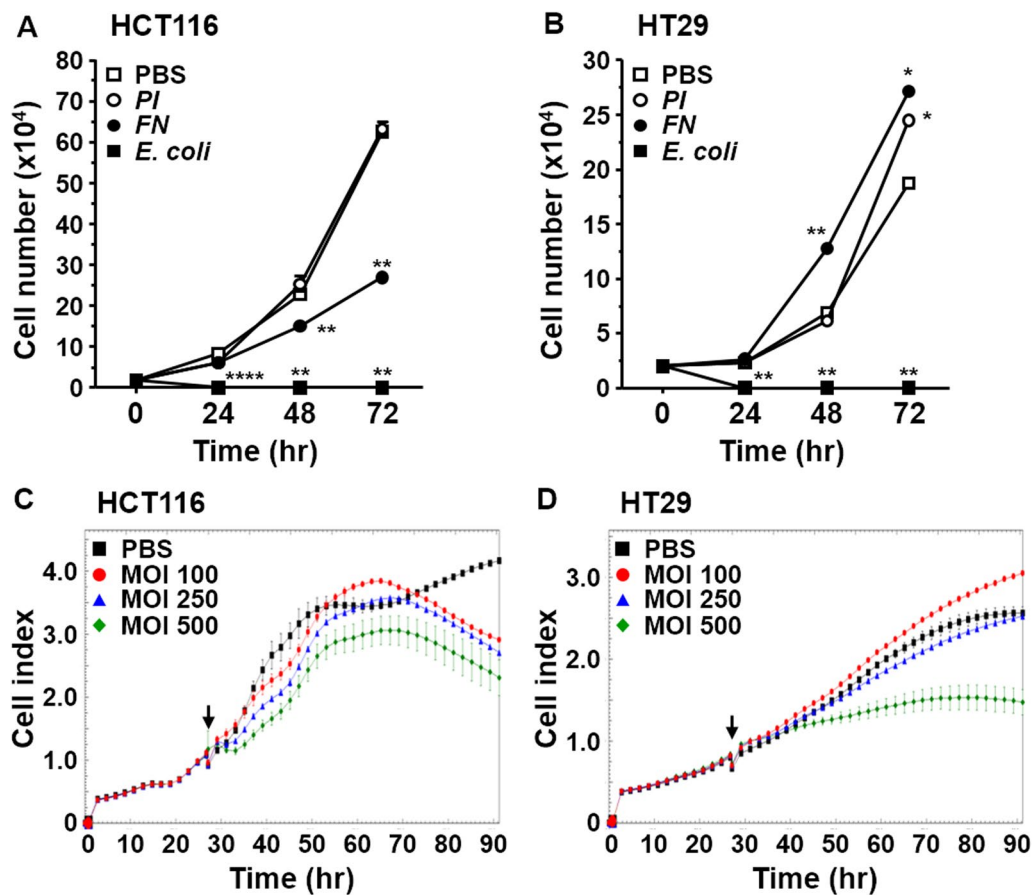 A HCT116
Cell number (x10⁴)
80
70
60
50
40
30
20
10
0
PBS
PI
FN
E. coli
**
**
**** ** **
0 24 48 72
Time (hr)
B HT29
Cell number (x10⁴)
30
25
20
15
10
5
0
PBS
PI
FN
E. coli
*
*
**
** ** **
0 24 48 72
Time (hr)
C HCT116
Cell index
4.0
3.0
2.0
1.0
0
PBS
MOI 100
MOI 250
MOI 500
0 10 20 30 40 50 60 70 80 90
Time (hr)
D HT29
Cell index
3.0
2.0
1.0
0
PBS
MOI 100
MOI 250
MOI 500
0 10 20 30 40 50 60 70 80 90
Time (hr)